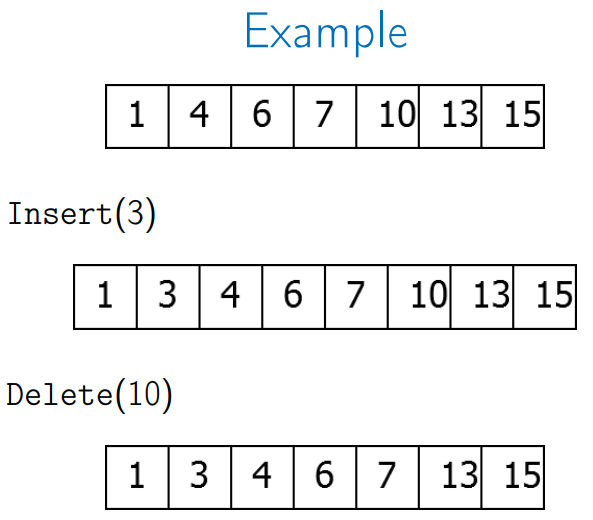 Example
1 4 6 7 10 13 15
Insert(3)
1 3 4 6 7 10 13 15
Delete(10)
1 3 4 6 7 13 15